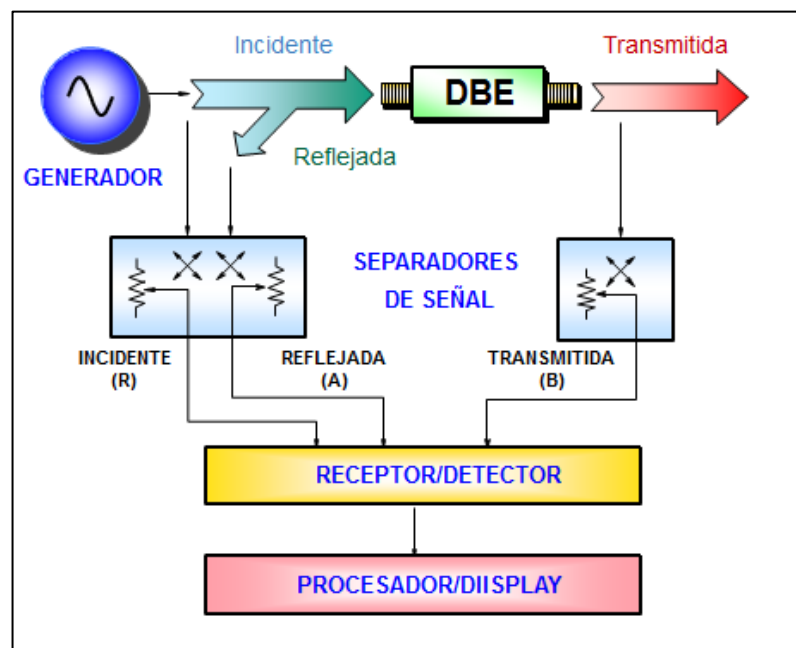 Incidente
Transmitida
DBE
Reflejada
GENERADOR
SEPARADORES
DE SEÑAL
INCIDENTE
(R)
REFLEJADA
(A)
TRANSMITIDA
(B)
RECEPTOR/DETECTOR
PROCESADOR/DIISPLAY